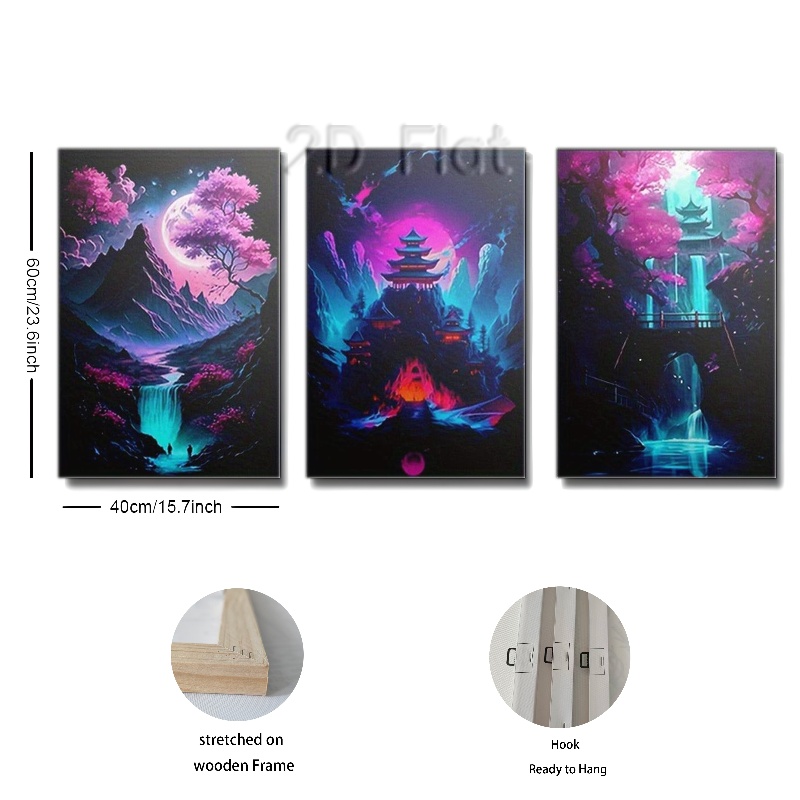 2D Flat
60cm/23.6inch
40cm/15.7inch
stretched on
wooden Frame
Hook
Ready to Hang